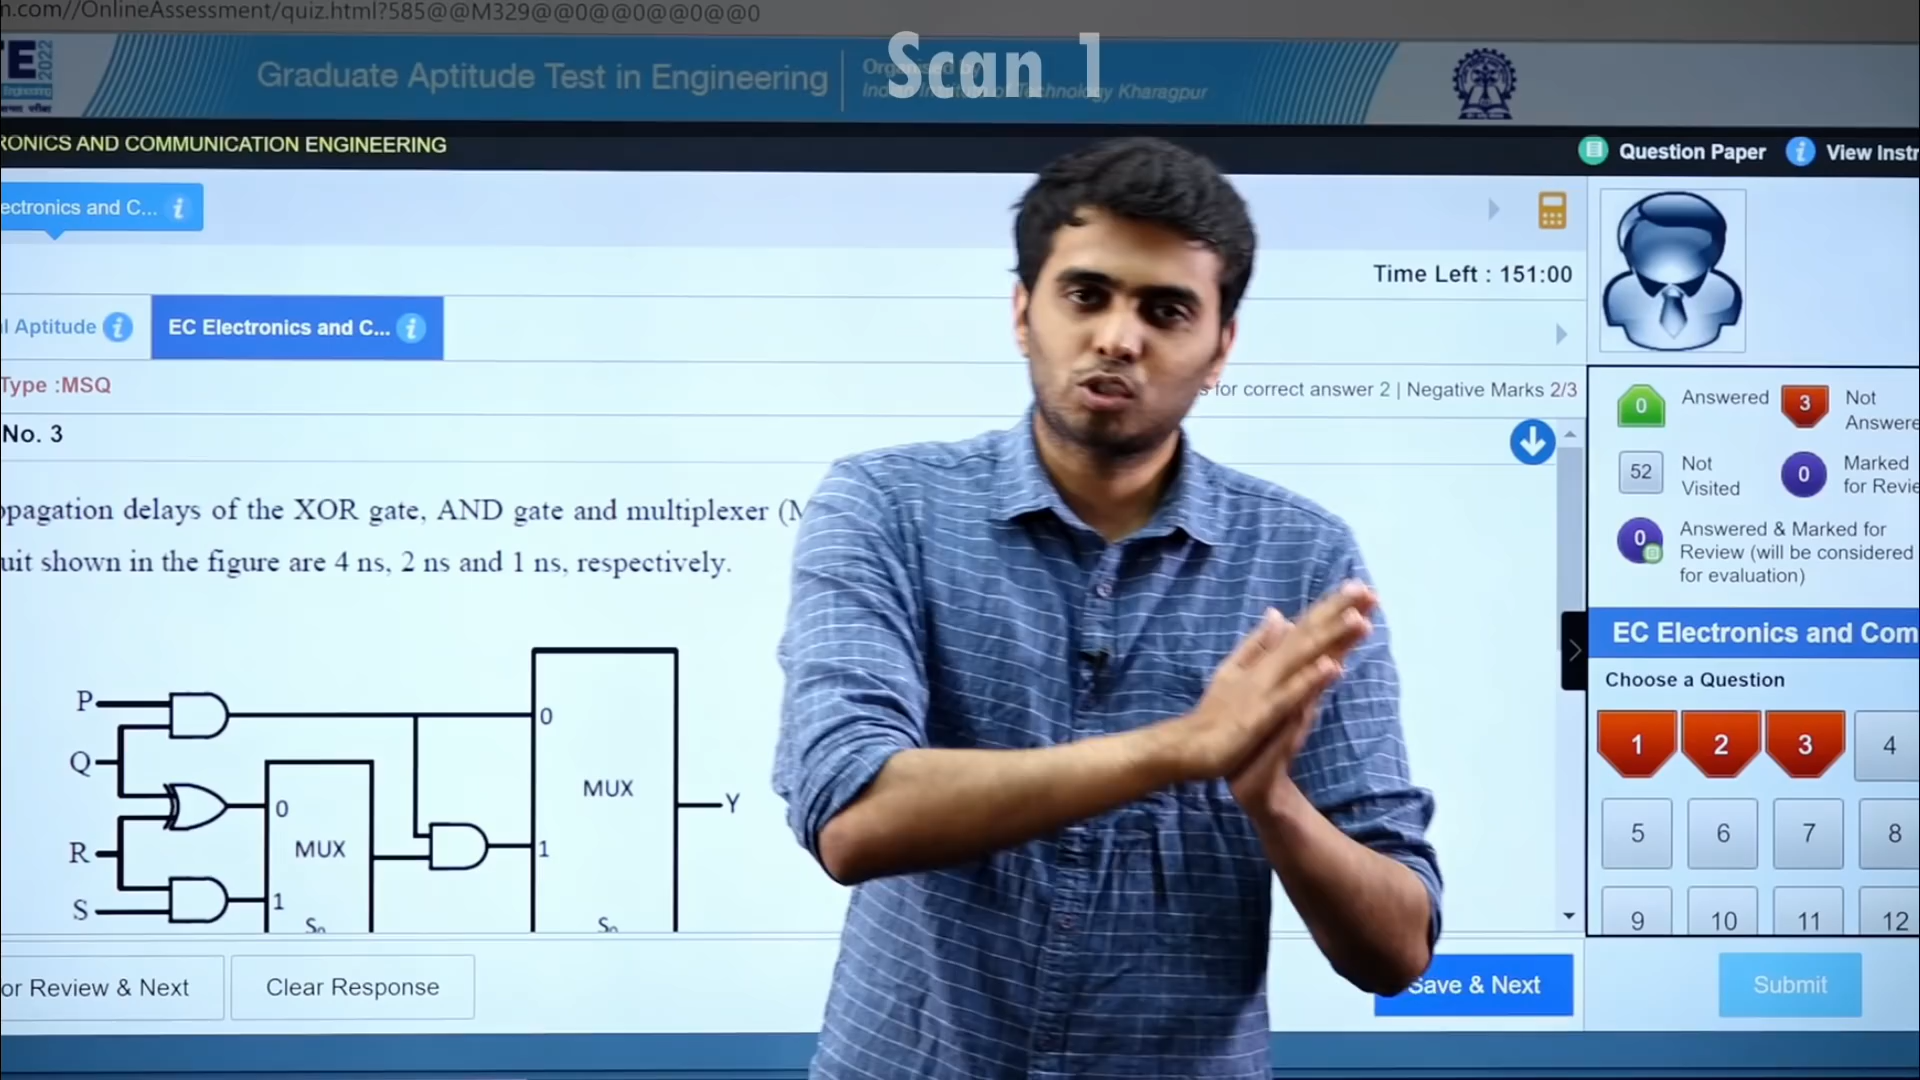 n.com//OnlineAssessment/quiz.html?585@@M329@@0@@0@@0@@0
Scan 1
E 2022
Engineering
Graduate Aptitude Test in Engineering
Technology Kharagpur
RONICS AND COMMUNICATION ENGINEERING
Question Paper
View Instr
ectronics and C... i
Time Left : 151:00
l Aptitude i
EC Electronics and C... i
Type :MSQ
s for correct answer 2 | Negative Marks 2/3
No. 3
0 Answered
3 Not Answere
52 Not Visited
0 Marked for Revie
0 Answered & Marked for
Review (will be considered
for evaluation)
opagation delays of the XOR gate, AND gate and multiplexer (M
uit shown in the figure are 4 ns, 2 ns and 1 ns, respectively.
P
Q
R
S
0
MUX
1
S₀
0
MUX
1
S₀
Y
EC Electronics and Com
Choose a Question
1 2 3 4
5 6 7 8
9 10 11 12
or Review & Next
Clear Response
Save & Next
Submit